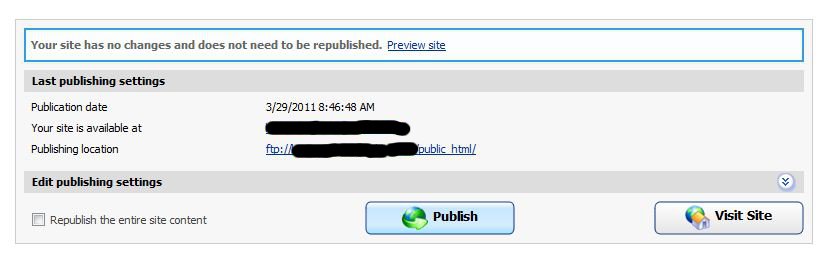 Your site has no changes and does not need to be republished. Preview site
Last publishing settings
Publication date 3/29/2011 8:46:48 AM
Your site is available at
Publishing location ftp:/ /public_html/
Edit publishing settings
Republish the entire site content Publish Visit Site